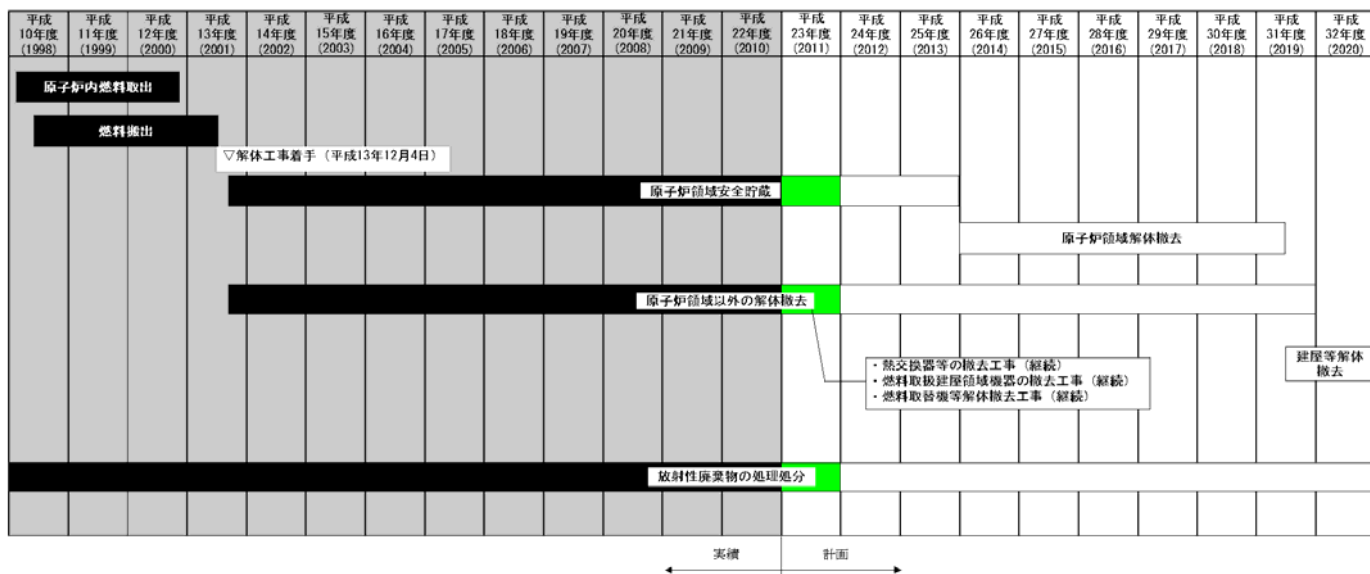 平成 平成 平成 平成 平成 平成 平成 平成 平成 平成 平成 平成 平成 平成 平成 平成 平成 平成 平成 平成 平成 平成 平成
10年度 11年度 12年度 13年度 14年度 15年度 16年度 17年度 18年度 19年度 20年度 21年度 22年度 23年度 24年度 25年度 26年度 27年度 28年度 29年度 30年度 31年度 32年度
(1998) (1999) (2000) (2001) (2002) (2003) (2004) (2005) (2006) (2007) (2008) (2009) (2010) (2011) (2012) (2013) (2014) (2015) (2016) (2017) (2018) (2019) (2020)
原子炉内燃料取出
燃料搬出
▽解体工事着手（平成13年12月4日）
原子炉領域安全貯蔵
原子炉領域解体撤去
原子炉領域以外の解体撤去
・熱交換器等の撤去工事（継続）
・燃料取扱建屋領域機器の撤去工事（継続）
・燃料取替機等解体撤去工事（継続）
建屋等解体
撤去
放射性廃棄物の処理処分
実績 計画